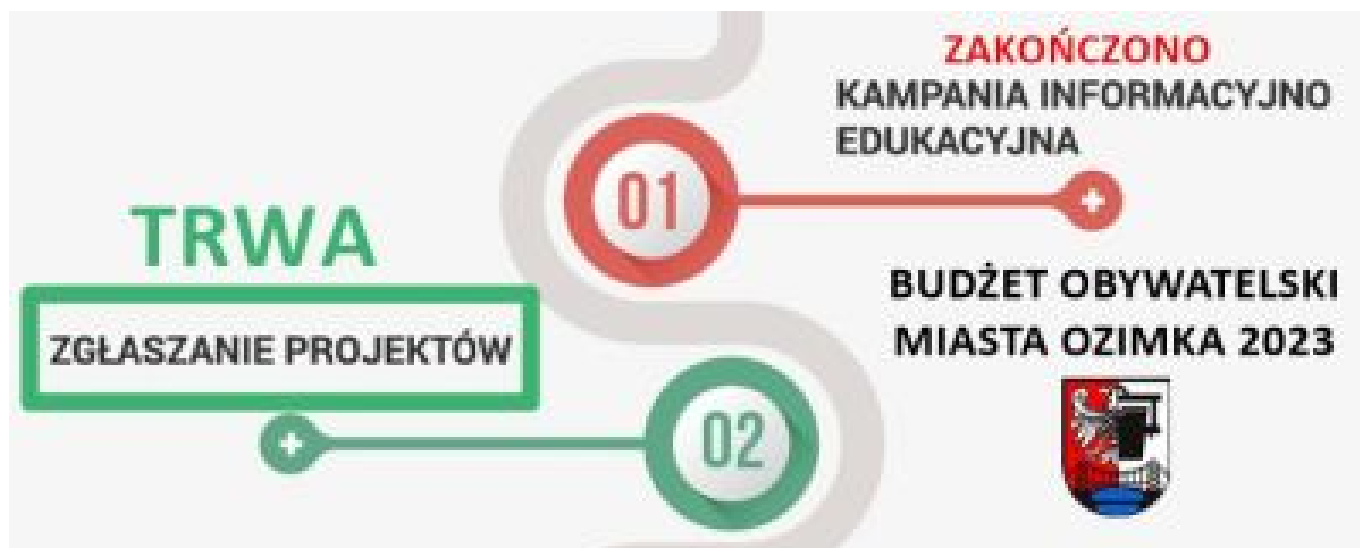 ZAKOŃCZONO
KAMPANIA INFORMACYJNO
EDUKACYJNA
01
TRWA
ZGŁASZANIE PROJEKTÓW
02
BUDŻET OBYWATELSKI
MIASTA OZIMKA 2023